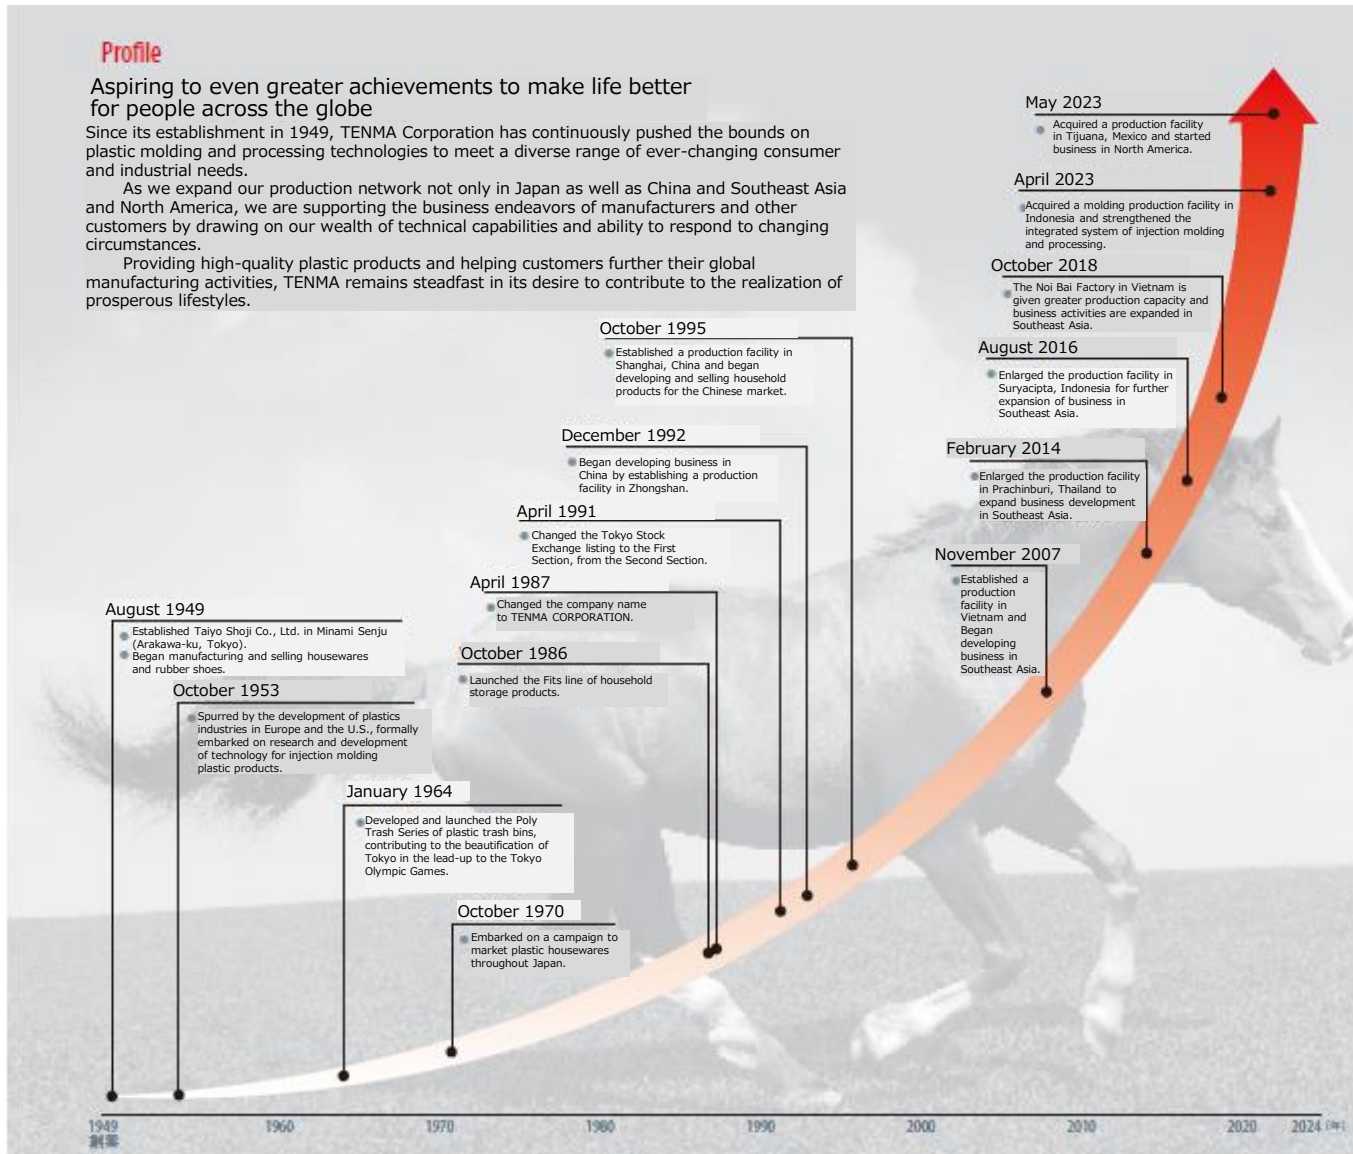 Profile
Aspiring to even greater achievements to make life better
for people across the globe
Since its establishment in 1949, TENMA Corporation has continuously pushed the bounds on
plastic molding and processing technologies to meet a diverse range of ever-changing consumer
and industrial needs.
As we expand our production network not only in Japan as well as China and Southeast Asia
and North America, we are supporting the business endeavors of manufacturers and other
customers by drawing on our wealth of technical capabilities and ability to respond to changing
circumstances.
Providing high-quality plastic products and helping customers further their global
manufacturing activities, TENMA remains steadfast in its desire to contribute to the realization of
prosperous lifestyles.
August 1949
Established Taiyo Shoji Co., Ltd. in Minami Senju
(Arakawa-ku, Tokyo).
Began manufacturing and selling housewares
and rubber shoes.
October 1953
Spurred by the development of plastics
industries in Europe and the U.S., formally
embarked on research and development
of technology for injection molding
plastic products.
January 1964
Developed and launched the Poly
Trash Series of plastic trash bins,
contributing to the beautification of
Tokyo in the lead-up to the Tokyo
Olympic Games.
October 1970
Embarked on a campaign to
market plastic housewares
throughout Japan.
October 1986
Launched the Fits line of household
storage products.
April 1987
Changed the company name
to TENMA CORPORATION.
April 1991
Changed the Tokyo Stock
Exchange listing to the First
Section, from the Second Section.
December 1992
Began developing business in
China by establishing a production
facility in Zhongshan.
October 1995
Established a production facility in
Shanghai, China and began
developing and selling household
products for the Chinese market.
November 2007
Established a
production
facility in
Vietnam and
Began
developing
business in
Southeast Asia.
February 2014
Enlarged the production facility
in Prachinburi, Thailand to
expand business development
in Southeast Asia.
August 2016
Enlarged the production facility in
Suryacipta, Indonesia for further
expansion of business in
Southeast Asia.
October 2018
The Noi Bai Factory in Vietnam is
given greater production capacity and
business activities are expanded in
Southeast Asia.
April 2023
Acquired a molding production facility in
Indonesia and strengthened the
integrated system of injection molding
and processing.
May 2023
Acquired a production facility
in Tijuana, Mexico and started
business in North America.
1949 1960 1970 1980 1990 2000 2010 2020 2024 (年)
創業